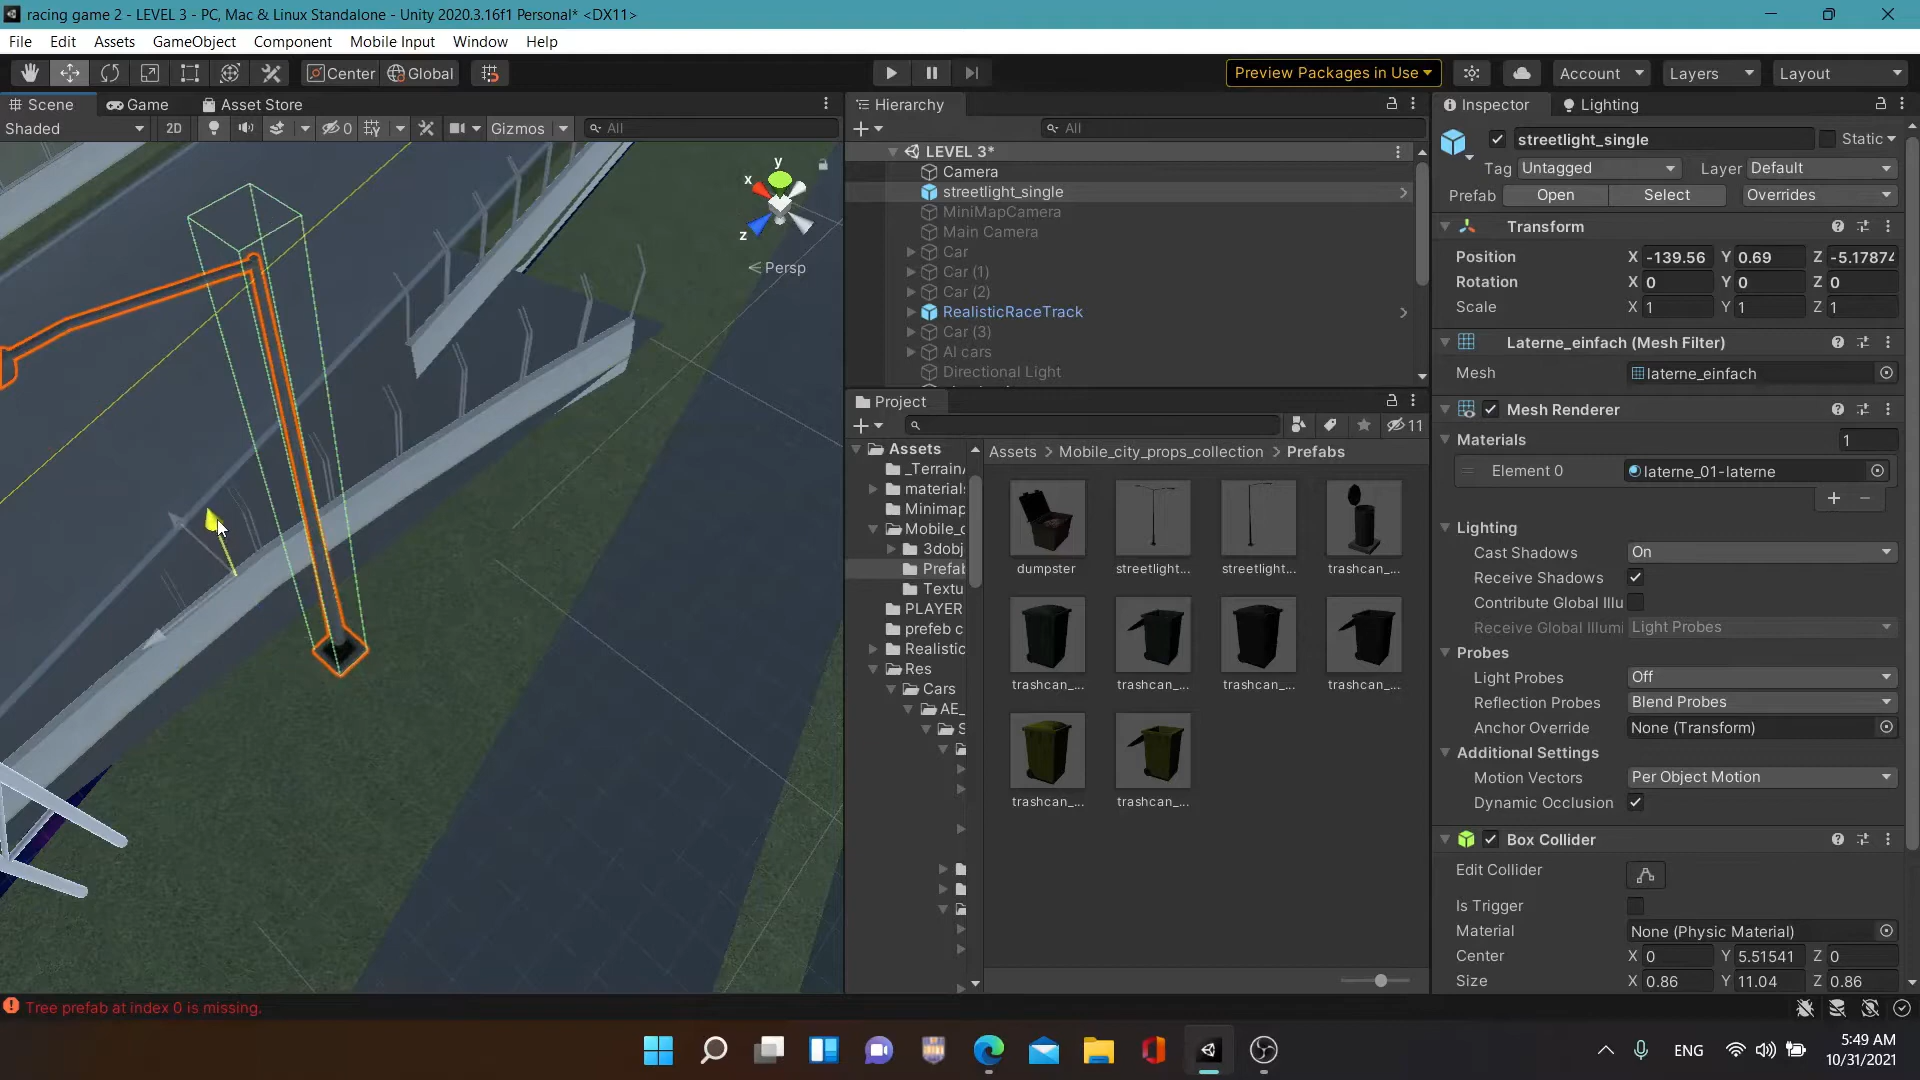 racing game 2 - LEVEL 3 - PC, Mac & Linux Standalone - Unity 2020.3.16f1 Personal* <DX11>
File Edit Assets GameObject Component Mobile Input Window Help
Center Global Preview Packages in Use Account Layers Layout
Scene Game Asset Store
Shaded 2D 0 Gizmos All
y
x
z
Persp
Hierarchy
All
LEVEL 3*
Camera
streetlight_single
MiniMapCamera
Main Camera
Car
Car (1)
Car (2)
RealisticRaceTrack
Car (3)
AI cars
Directional Light
Project
11
Assets
_Terrain
material
Minimap
Mobile_c
3dobj
Prefab
Textu
PLAYER
prefeb c
Realistic
Res
Cars
AE_
S
Assets > Mobile_city_props_collection > Prefabs
dumpster streetlight... streetlight... trashcan_...
trashcan_... trashcan_... trashcan_... trashcan_...
trashcan_... trashcan_...
Inspector Lighting
streetlight_single Static
Tag Untagged Layer Default
Prefab Open Select Overrides
Transform
Position X -139.56 Y 0.69 Z -5.17874
Rotation X 0 Y 0 Z 0
Scale X 1 Y 1 Z 1
Laterne_einfach (Mesh Filter)
Mesh laterne_einfach
Mesh Renderer
Materials 1
Element 0 laterne_01-laterne
Lighting
Cast Shadows On
Receive Shadows
Contribute Global Illu
Receive Global Illumi Light Probes
Probes
Light Probes Off
Reflection Probes Blend Probes
Anchor Override None (Transform)
Additional Settings
Motion Vectors Per Object Motion
Dynamic Occlusion
Box Collider
Edit Collider
Is Trigger
Material None (Physic Material)
Center X 0 Y 5.51541 Z 0
Size X 0.86 Y 11.04 Z 0.86
Tree prefab at index 0 is missing.
ENG
5:49 AM
10/31/2021